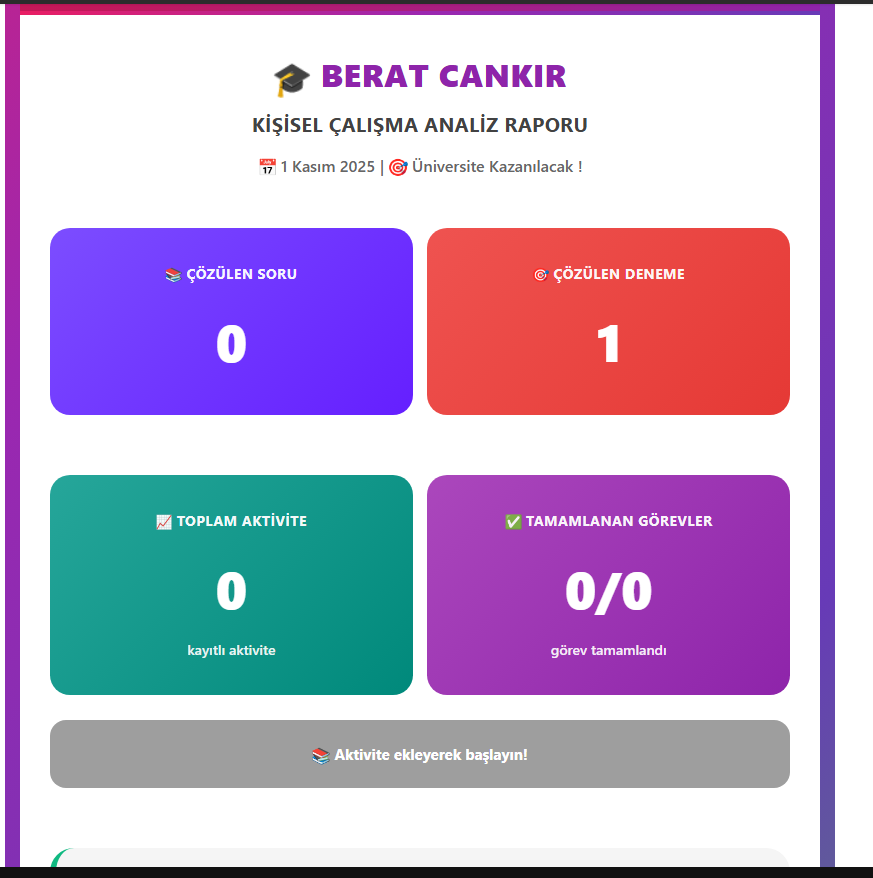 🎓 BERAT CANKIR
KİŞİSEL ÇALIŞMA ANALİZ RAPORU
📅 1 Kasım 2025 | 🎯 Üniversite Kazanılacak !
📚 ÇÖZÜLEN SORU
🎯 ÇÖZÜLEN DENEME
0
1
📈 TOPLAM AKTİVİTE
✅ TAMAMLANAN GÖREVLER
0
0/0
kayıtlı aktivite
görev tamamlandı
📚 Aktivite ekleyerek başlayın!